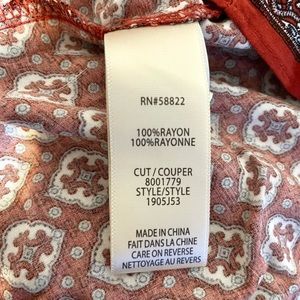 RN#58822
100%RAYON
100%RAYONNE
CUT / COUPER
8001779
STYLE/STYLE
1905J53
MADE IN CHINA
FAIT DANS LA CHINE
CARE ON REVERSE
NETTOYAGE AU REVERS